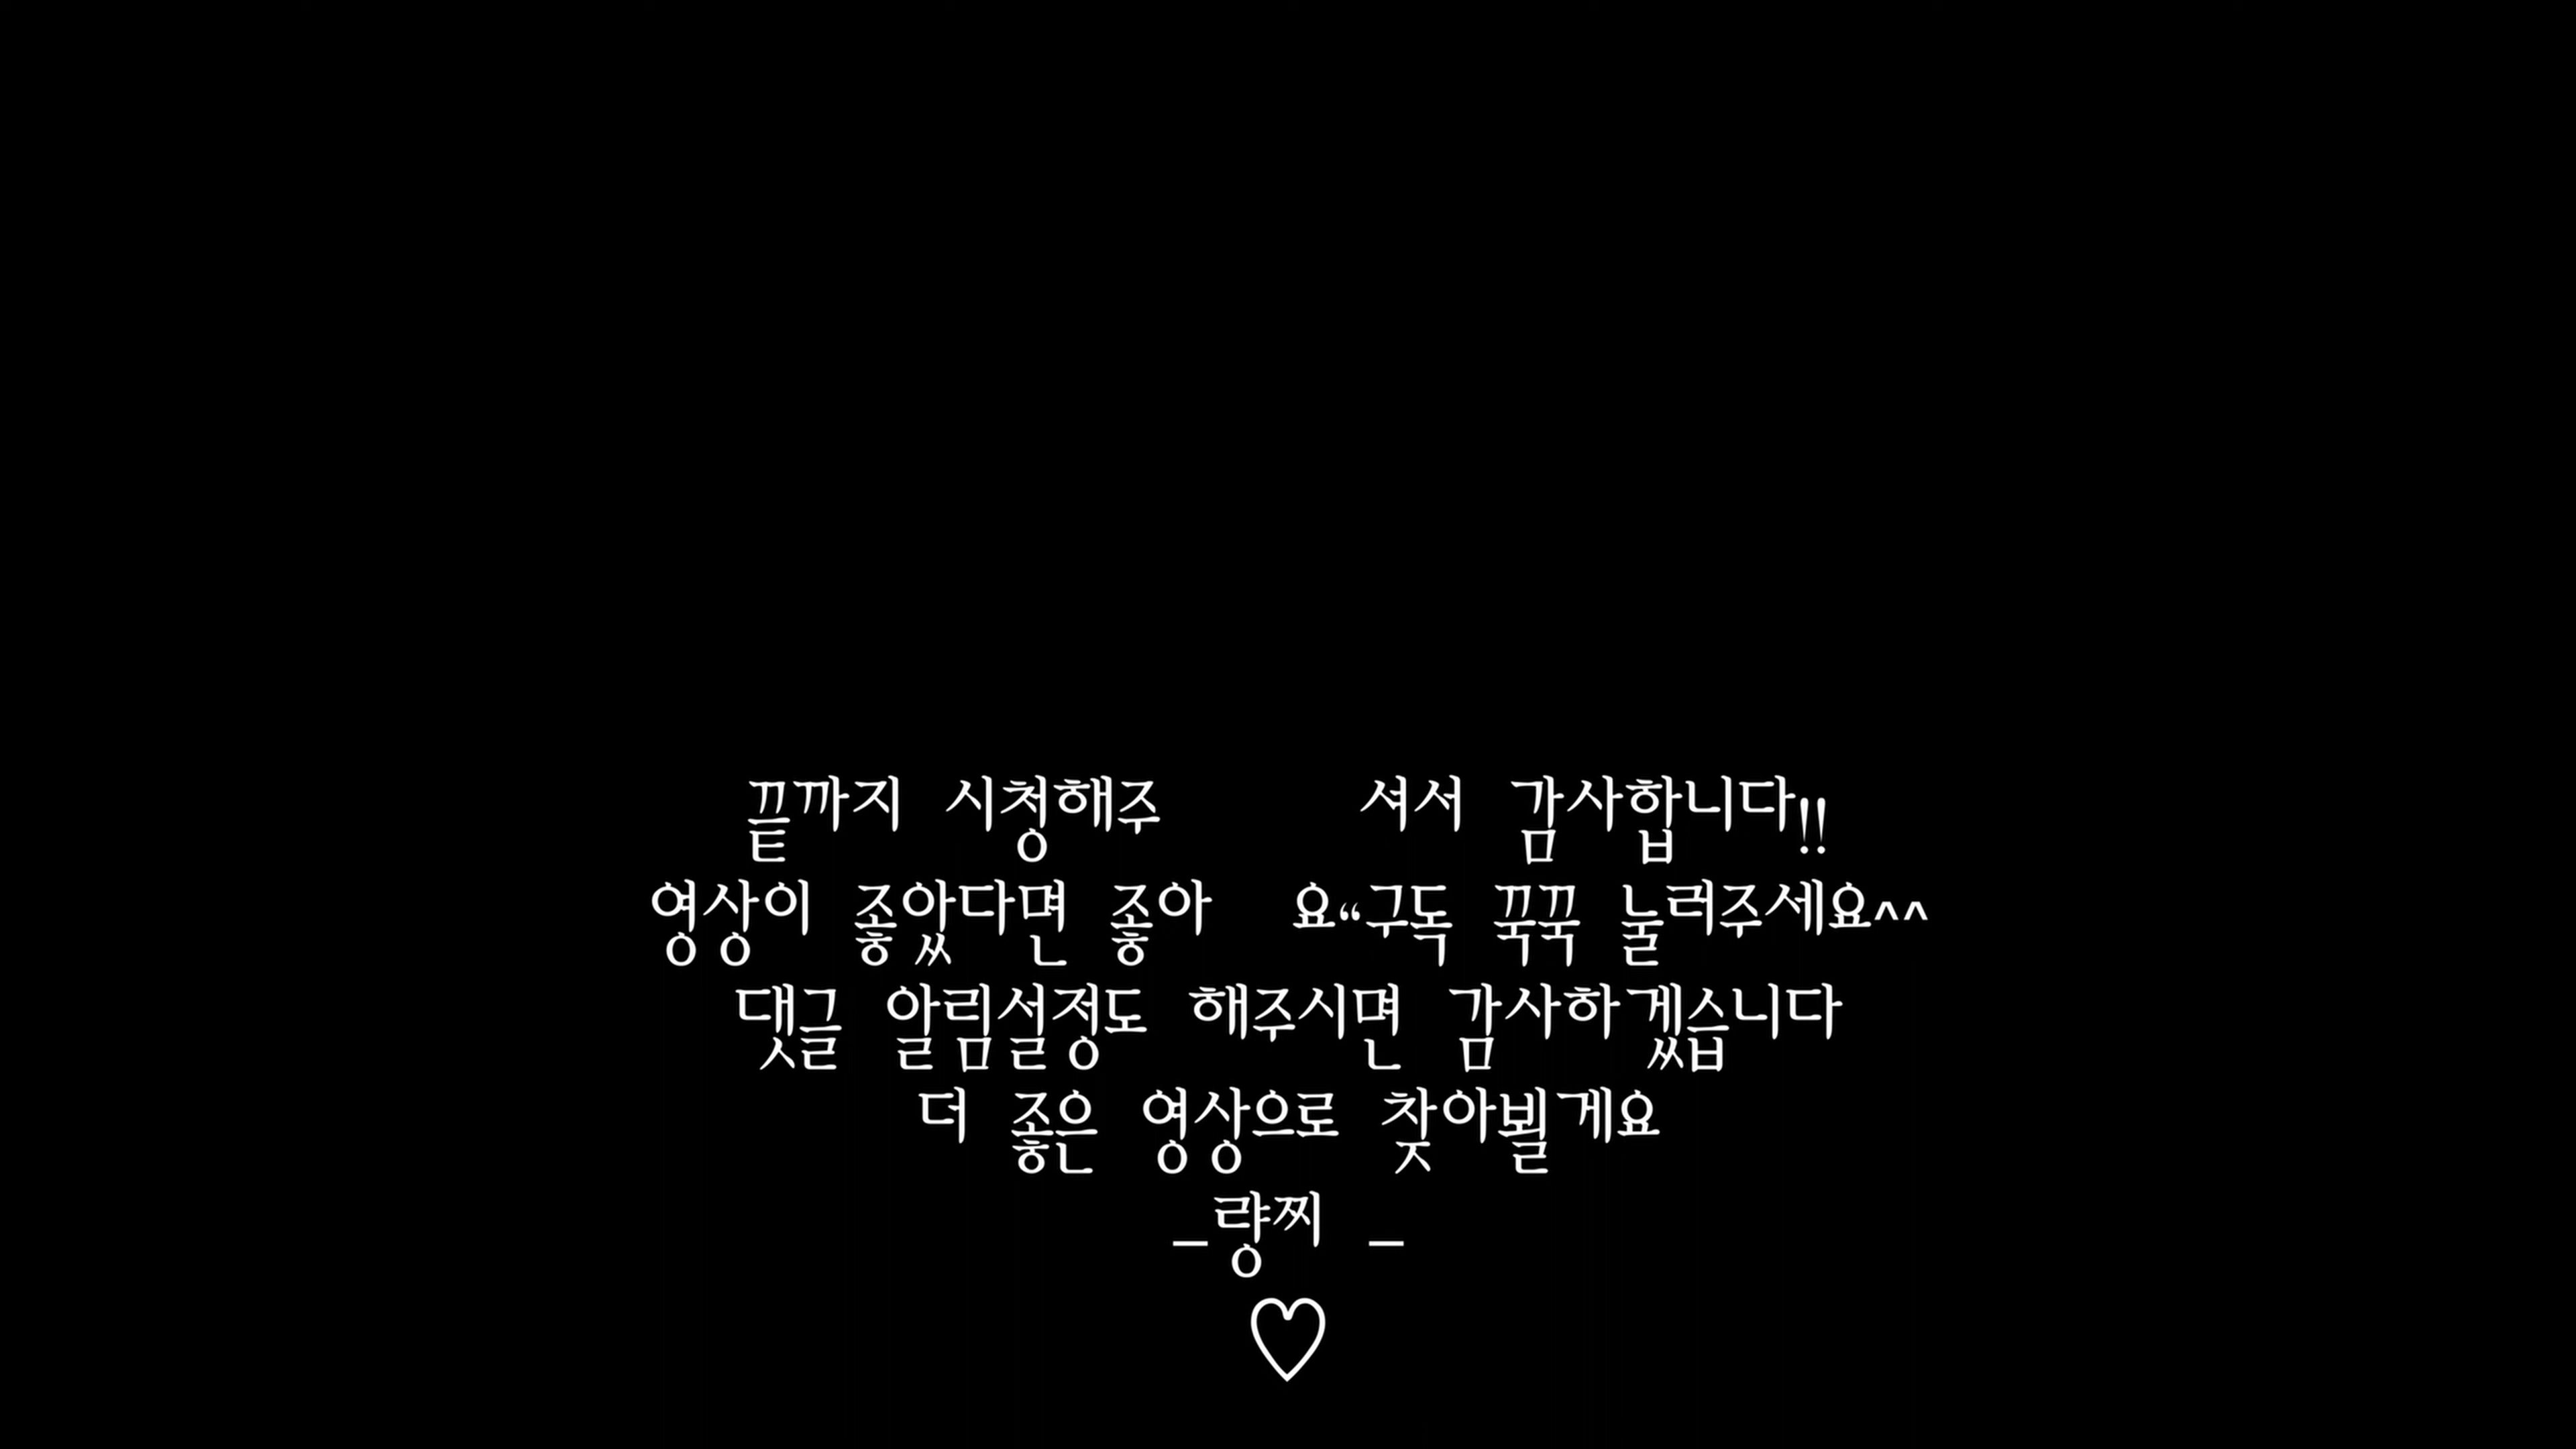 끝까지 시청해주 셔서 감사합니다!!
영상이 좋았다면 좋아 요“구독 꾹꾹 눌러주세요^^
댓글 알림설정도 해주시면 감사하겠습니다
더 좋은 영상으로 찾아뵐게요
-량찌 -
♡